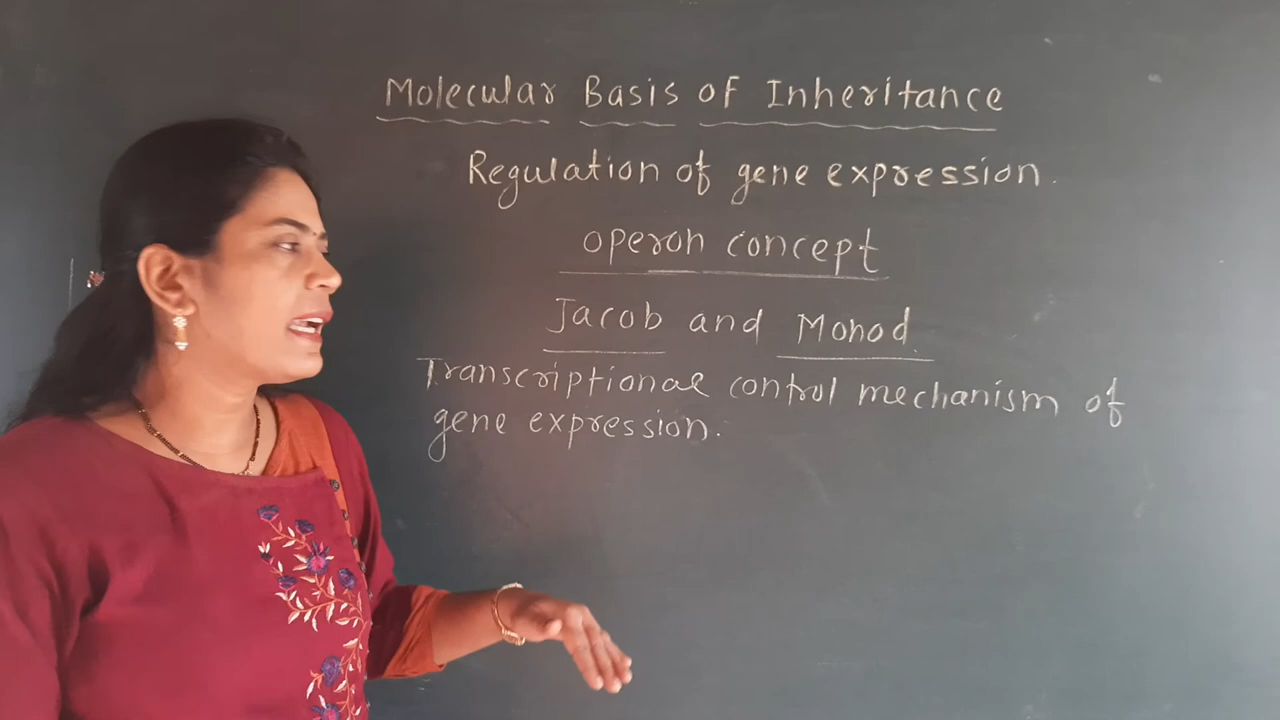 Molecular Basis of Inheritance
Regulation of gene expression.
operon concept
Jacob and Monod
Transcriptional control mechanism of
gene expression.